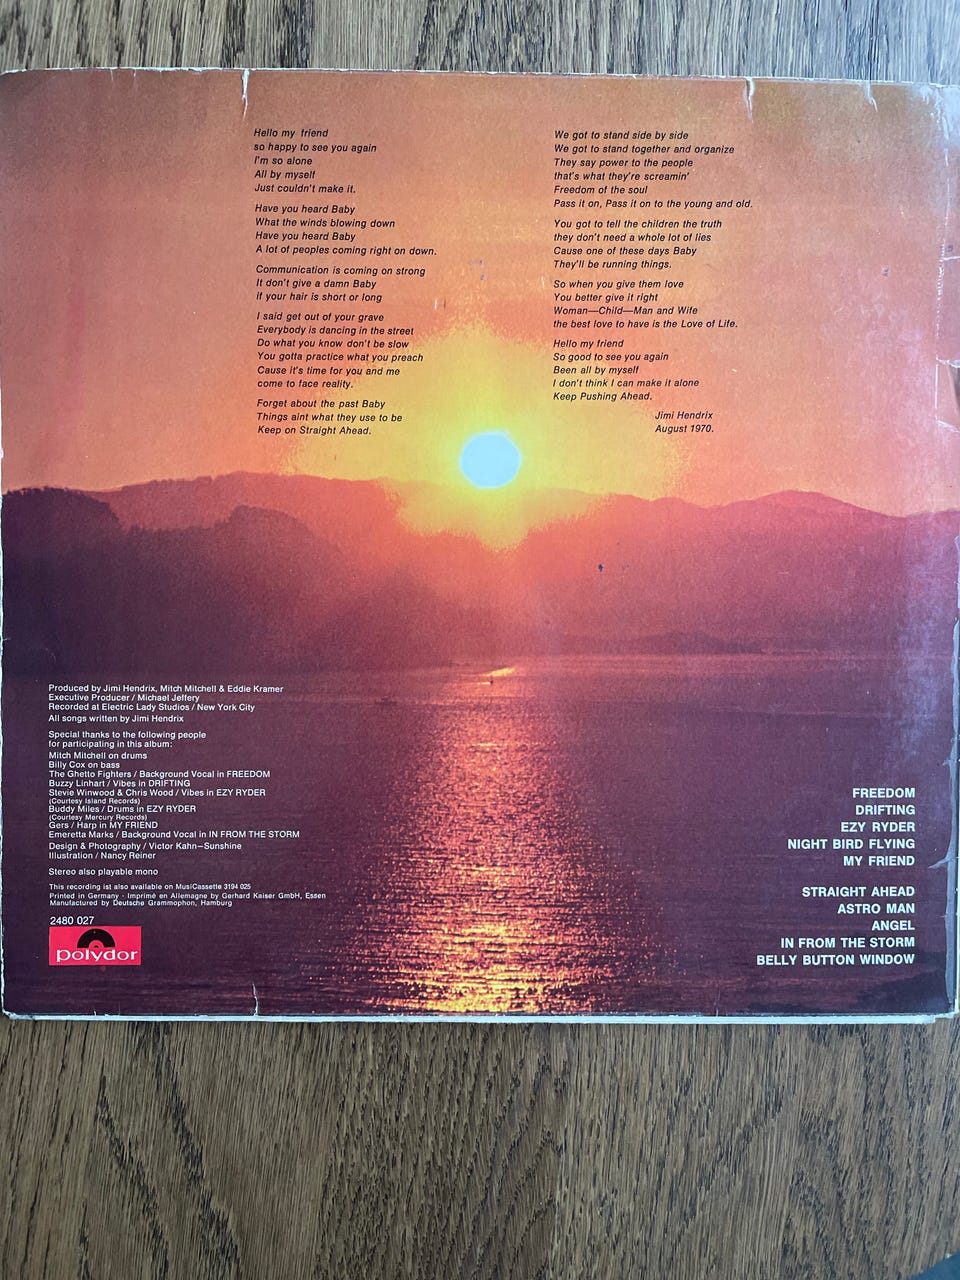 Hello my friend
so happy to see you again
I'm so alone
All by myself
Just couldn't make it.
Have you heard Baby
What the winds blowing down
Have you heard Baby
A lot of peoples coming right on down.
Communication is coming on strong
It don't give a damn Baby
If your hair is short or long
I said get out of your grave
Everybody is dancing in the street
Do what you know don't be slow
You gotta practice what you preach
Cause it's time for you and me
come to face reality.
Forget about the past Baby
Things aint what they use to be
Keep on Straight Ahead.
We got to stand side by side
We got to stand together and organize
They say power to the people
that's what they're screamin'
Freedom of the soul
Pass it on, Pass it on to the young and old.
You got to tell the children the truth
they don't need a whole lot of lies
Cause one of these days Baby
They'll be running things.
So when you give them love
You better give it right
Woman—Child—Man and Wife
the best love to have is the Love of Life.
Hello my friend
So good to see you again
Been all by myself
I don't think I can make it alone
Keep Pushing Ahead.
Jimi Hendrix
August 1970.
Produced by Jimi Hendrix, Mitch Mitchell & Eddie Kramer
Executive Producer / Michael Jeffery
Recorded at Electric Lady Studios / New York City
All songs written by Jimi Hendrix
Special thanks to the following people
for participating in this album:
Mitch Mitchell on drums
Billy Cox on bass
The Ghetto Fighters / Background Vocal in FREEDOM
Buzzy Linhart / Vibes in DRIFTING
Stevie Winwood & Chris Wood / Vibes in EZY RYDER
(Courtesy Island Records)
Buddy Miles / Drums in EZY RYDER
(Courtesy Mercury Records)
Gers / Harp in MY FRIEND
Emeretta Marks / Background Vocal in IN FROM THE STORM
Design & Photography / Victor Kahn—Sunshine
Illustration / Nancy Reiner
Stereo also playable mono
This recording ist also available on MusiCassette 3194 025
Printed in Germany - Imprimé en Allemagne by Gerhard Kaiser GmbH, Essen
Manufactured by Deutsche Grammophon, Hamburg
2480 027
polydor
FREEDOM
DRIFTING
EZY RYDER
NIGHT BIRD FLYING
MY FRIEND
STRAIGHT AHEAD
ASTRO MAN
ANGEL
IN FROM THE STORM
BELLY BUTTON WINDOW